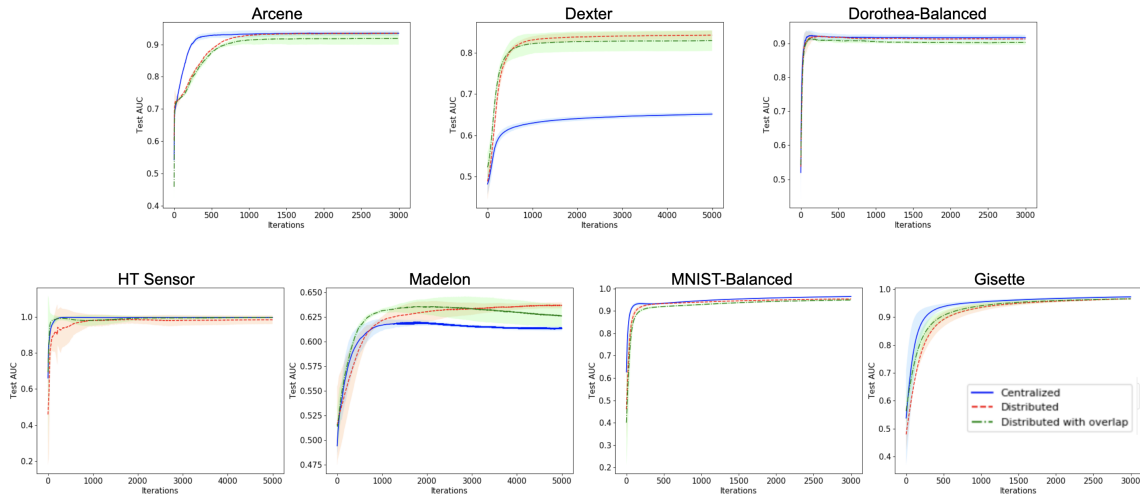 Arcene
0.9
0.8
0.7
0.6
0.5
0.4
Test AUC
0 500 1000 1500 2000 2500 3000
Iterations
Dexter
0.8
0.7
0.6
0.5
Test AUC
0 1000 2000 3000 4000 5000
Iterations
Dorothea-Balanced
0.9
0.8
0.7
0.6
0.5
Test AUC
0 500 1000 1500 2000 2500 3000
Iterations
HT Sensor
1.0
0.8
0.6
0.4
0.2
Test AUC
0 1000 2000 3000 4000 5000
Iterations
Madelon
0.650
0.625
0.600
0.575
0.550
0.525
0.500
0.475
Test AUC
0 1000 2000 3000 4000 5000
Iterations
MNIST-Balanced
1.0
0.9
0.8
0.7
0.6
0.5
0.4
0.3
0.2
Test AUC
0 500 1000 1500 2000 2500 3000
Iterations
Gisette
1.0
0.9
0.8
0.7
0.6
0.5
0.4
Test AUC
0 500 1000 1500 2000 2500 3000
Iterations
Centralized
Distributed
Distributed with overlap